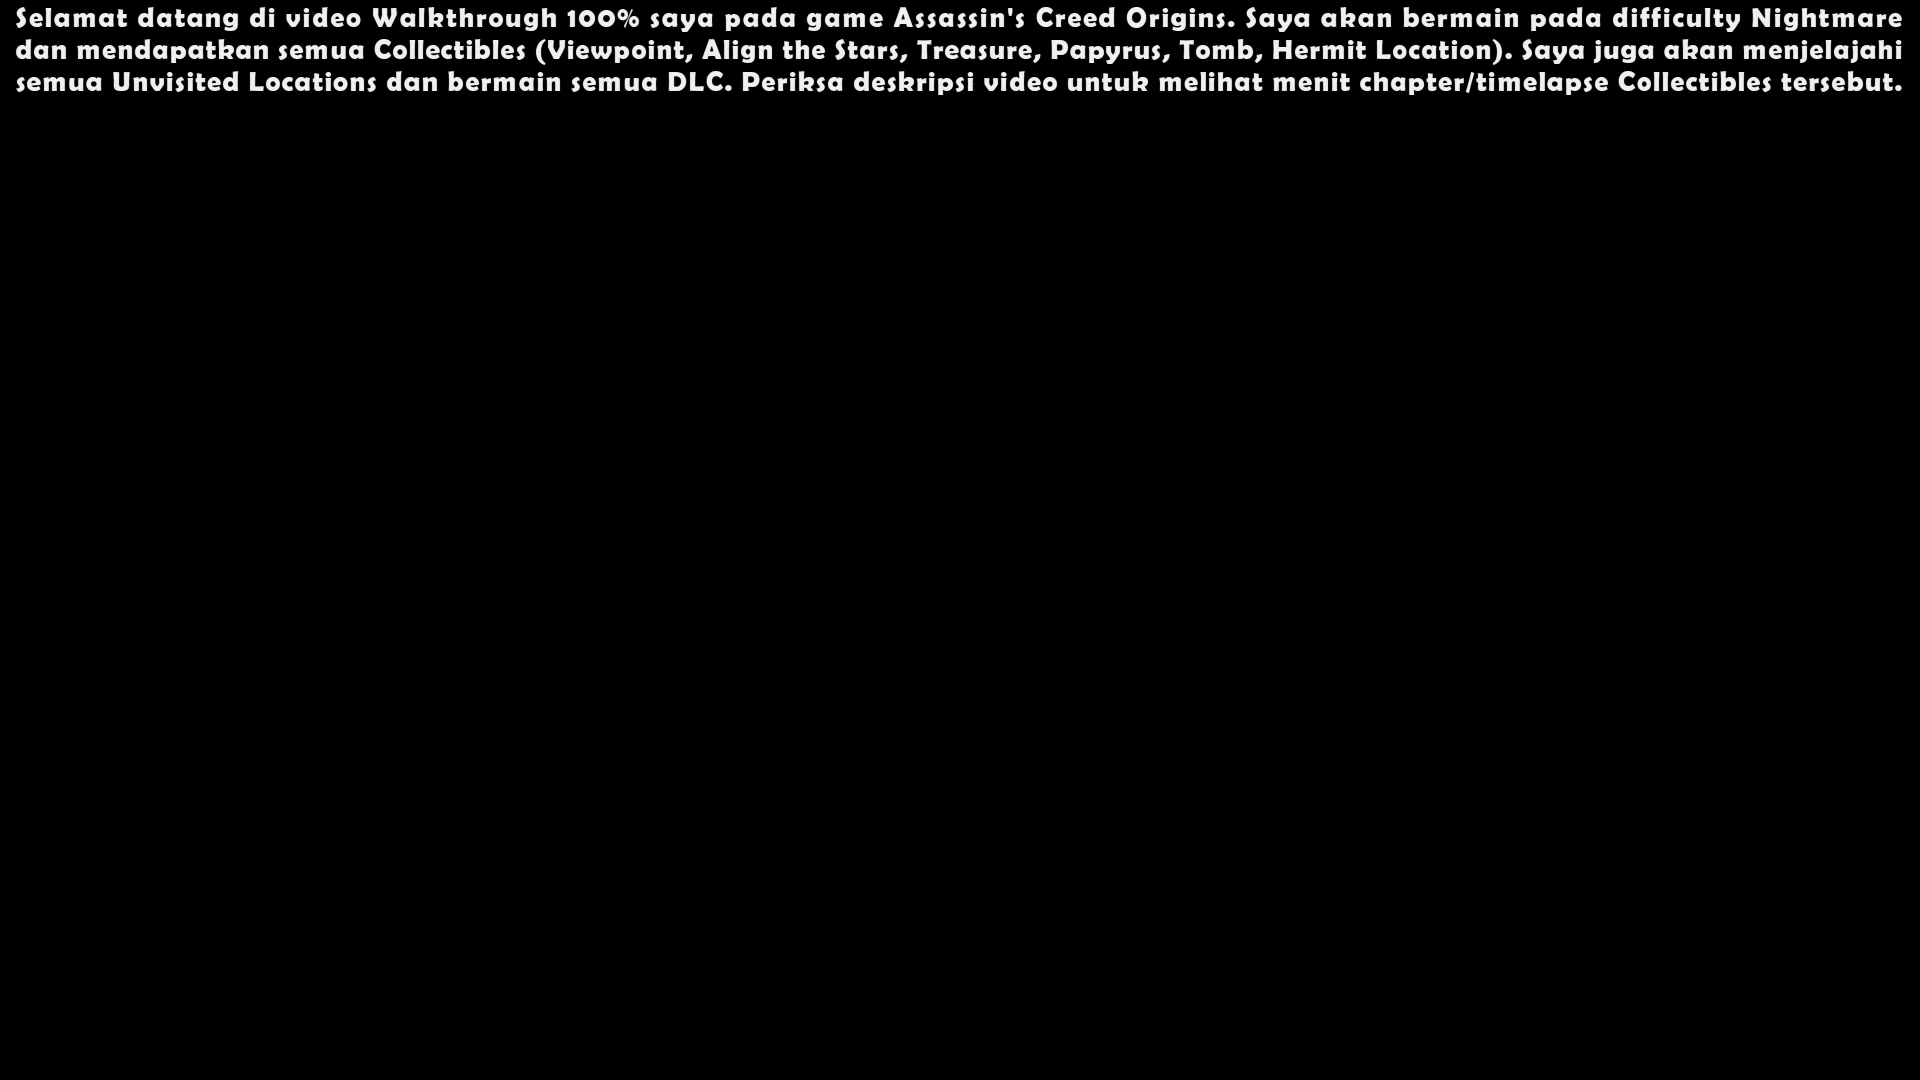 Selamat datang di video Walkthrough 100% saya pada game Assassin's Creed Origins. Saya akan bermain pada difficulty Nightmare
dan mendapatkan semua Collectibles (Viewpoint, Align the Stars, Treasure, Papyrus, Tomb, Hermit Location). Saya juga akan menjelajahi
semua Unvisited Locations dan bermain semua DLC. Periksa deskripsi video untuk melihat menit chapter/timelapse Collectibles tersebut.